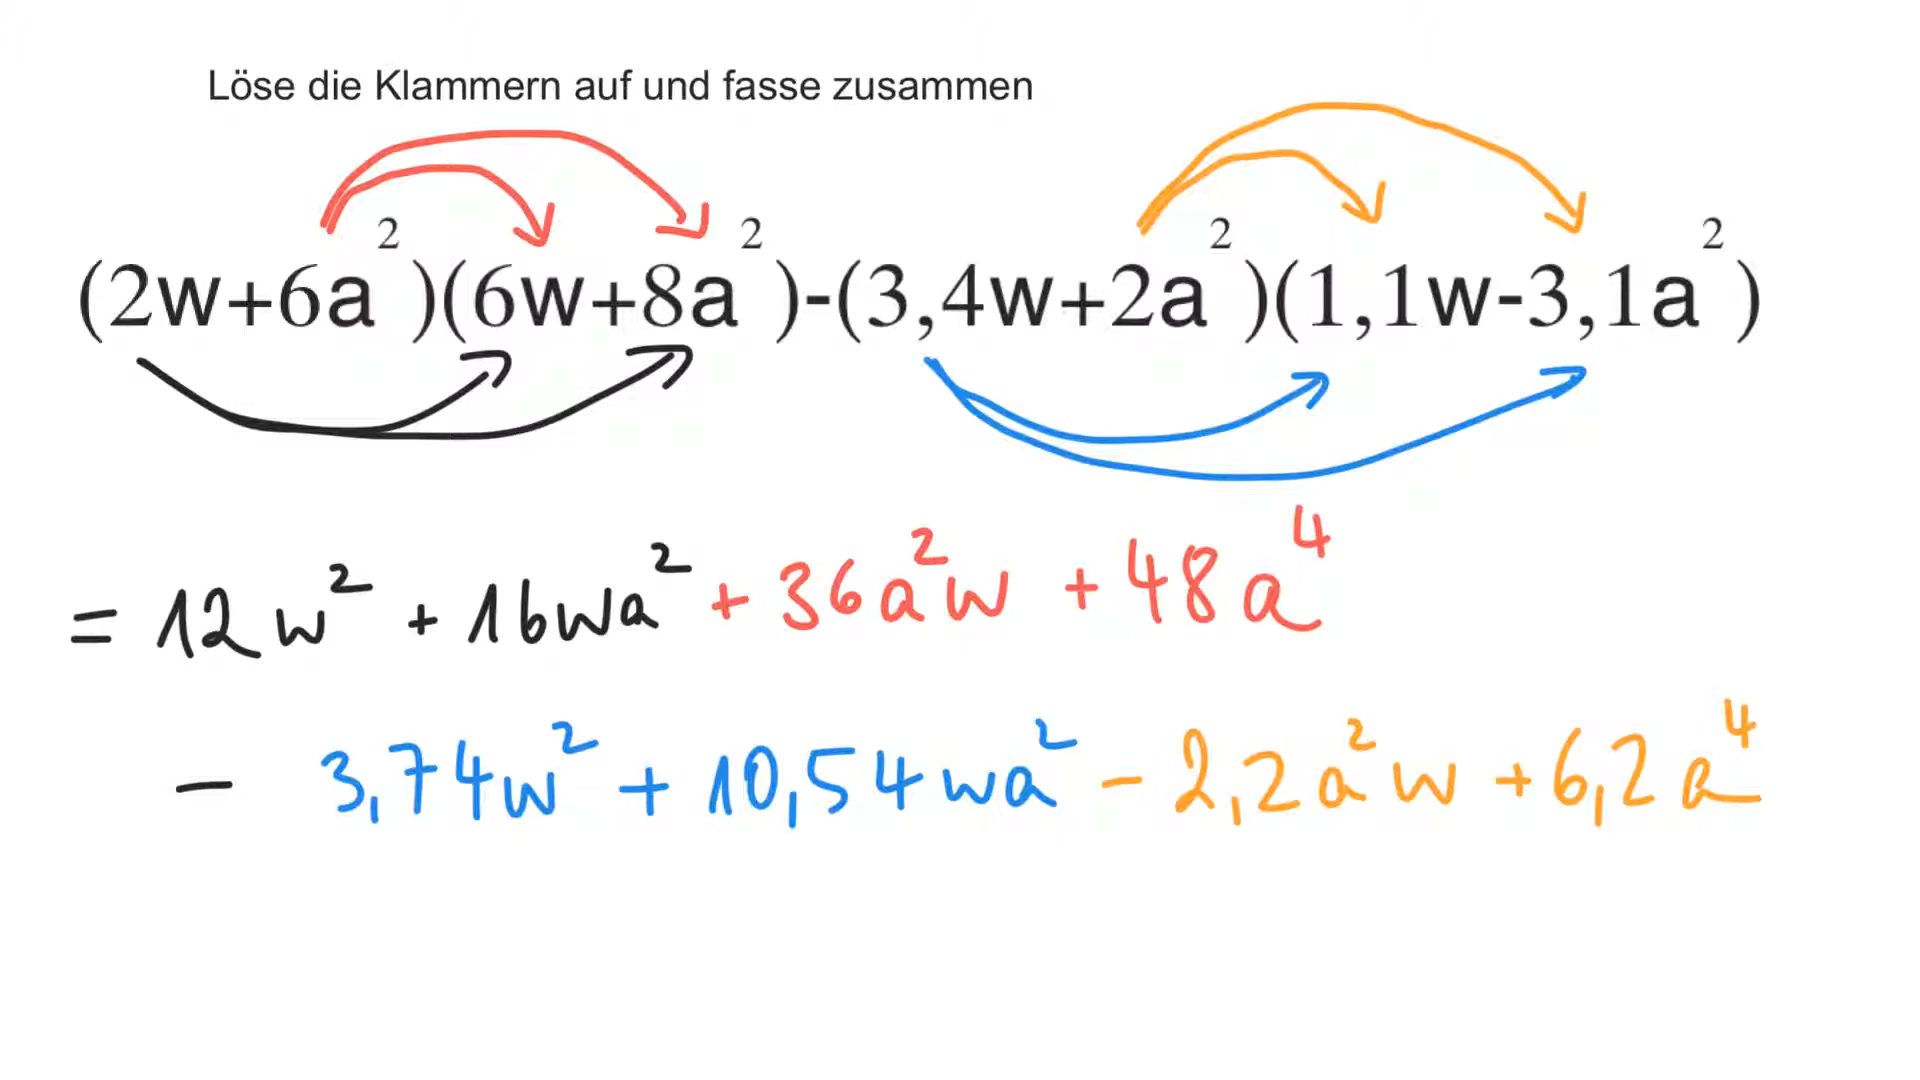 Löse die Klammern auf und fasse zusammen
(2w+6a²)(6w+8a²)-(3,4w+2a²)(1,1w-3,1a²)
= 12w² + 16wa² + 36a²w + 48a⁴
- 3,74w² + 10,54wa² - 2,2a²w + 6,2a⁴